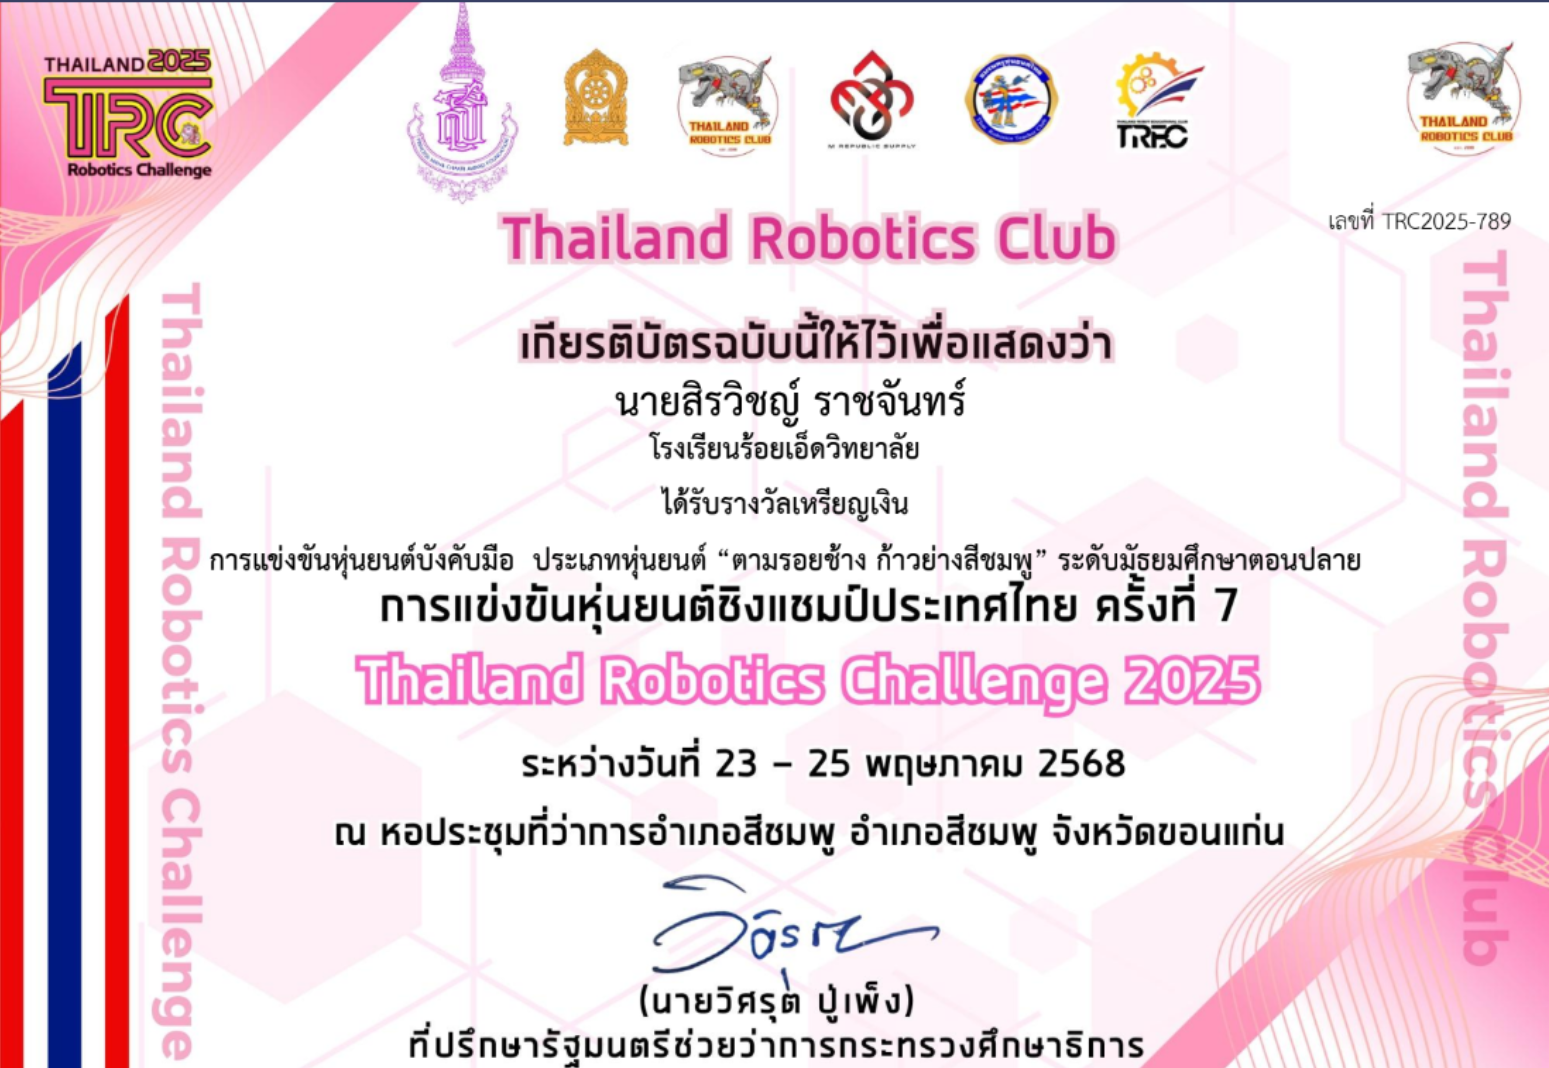 THAILAND 2025
TRC
Robotics Challenge
THAILAND
ROBOTICS CLUB
M REPUBLIC SUPPLY
TREC
THAILAND
ROBOTICS CLUB
เลขที่ TRC2025-789
Thailand Robotics Club
เกียรติบัตรฉบับนี้ให้ไว้เพื่อแสดงว่า
นายสิรวิชญ์ ราชจันทร์
โรงเรียนร้อยเอ็ดวิทยาลัย
ได้รับรางวัลเหรียญเงิน
การแข่งขันหุ่นยนต์บังคับมือ ประเภทหุ่นยนต์ “ตามรอยช้าง ก้าวย่างสีชมพู” ระดับมัธยมศึกษาตอนปลาย
การแข่งขันหุ่นยนต์ชิงแชมป์ประเทศไทย ครั้งที่ 7
Thailand Robotics Challenge 2025
ระหว่างวันที่ 23 – 25 พฤษภาคม 2568
ณ หอประชุมที่ว่าการอำเภอสีชมพู อำเภอสีชมพู จังหวัดขอนแก่น
(นายวิศรุต ปู่เพ็ง)
ที่ปรึกษารัฐมนตรีช่วยว่าการกระทรวงศึกษาธิการ
Thailand Robotics Challenge
Thailand Robotics Club